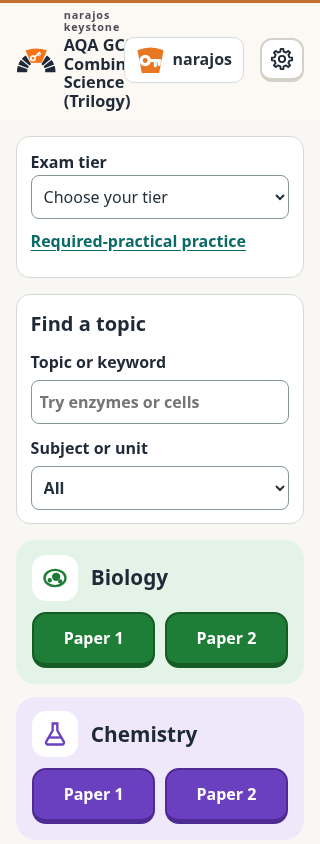 narajos
keystone
AQA GC
Combin
Science
(Trilogy)
narajos
Exam tier
Choose your tier
Required-practical practice
Find a topic
Topic or keyword
Try enzymes or cells
Subject or unit
All
Biology
Paper 1
Paper 2
Chemistry
Paper 1
Paper 2